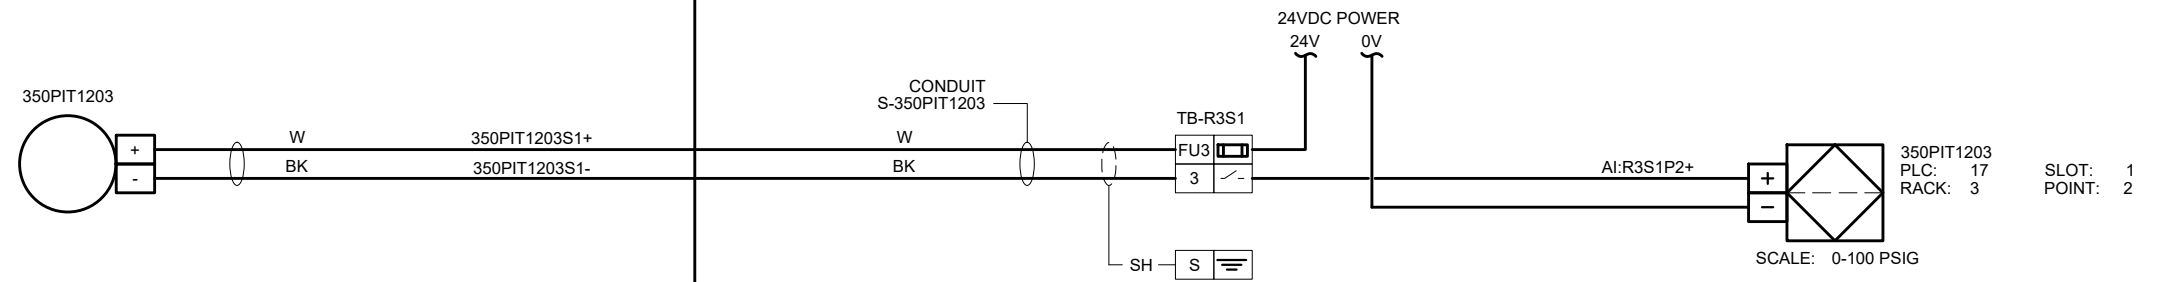 24VDC POWER
24V 0V
350PIT1203
CONDUIT
S-350PIT1203
TB-R3S1
+ W 350PIT1203S1+ W FU3
- BK 350PIT1203S1- BK 3 AI:R3S1P2+ +
-
350PIT1203
PLC: 17 SLOT: 1
RACK: 3 POINT: 2
SH S
SCALE: 0-100 PSIG